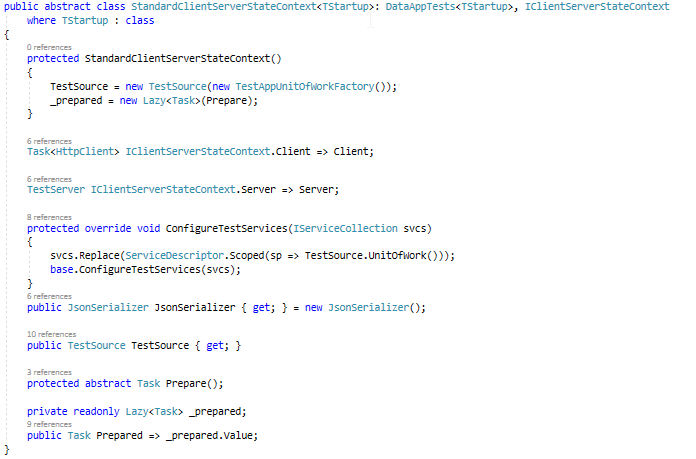 public abstract class StandardClientServerStateContext<TStartup>: DataAppTests<TStartup>, IClientServerStateContext
where TStartup : class
{
0 references
protected StandardClientServerStateContext()
{
TestSource = new TestSource(new TestAppUnitOfWorkFactory());
_prepared = new Lazy<Task>(Prepare);
}
6 references
Task<HttpClient> IClientServerStateContext.Client => Client;
6 references
TestServer IClientServerStateContext.Server => Server;
8 references
protected override void ConfigureTestServices(IServiceCollection svcs)
{
svcs.Replace(ServiceDescriptor.Scoped(sp => TestSource.UnitOfWork()));
base.ConfigureTestServices(svcs);
}
6 references
public JsonSerializer JsonSerializer { get; } = new JsonSerializer();
10 references
public TestSource TestSource { get; }
3 references
protected abstract Task Prepare();
private readonly Lazy<Task> _prepared;
9 references
public Task Prepared => _prepared.Value;
}